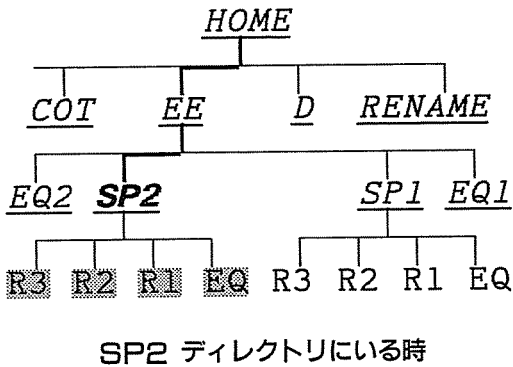 HOME
COT EE D RENAME
EQ2 SP2 SP1 EQ1
R3 R2 R1 EQ R3 R2 R1 EQ
SP2 ディレクトリにいる時